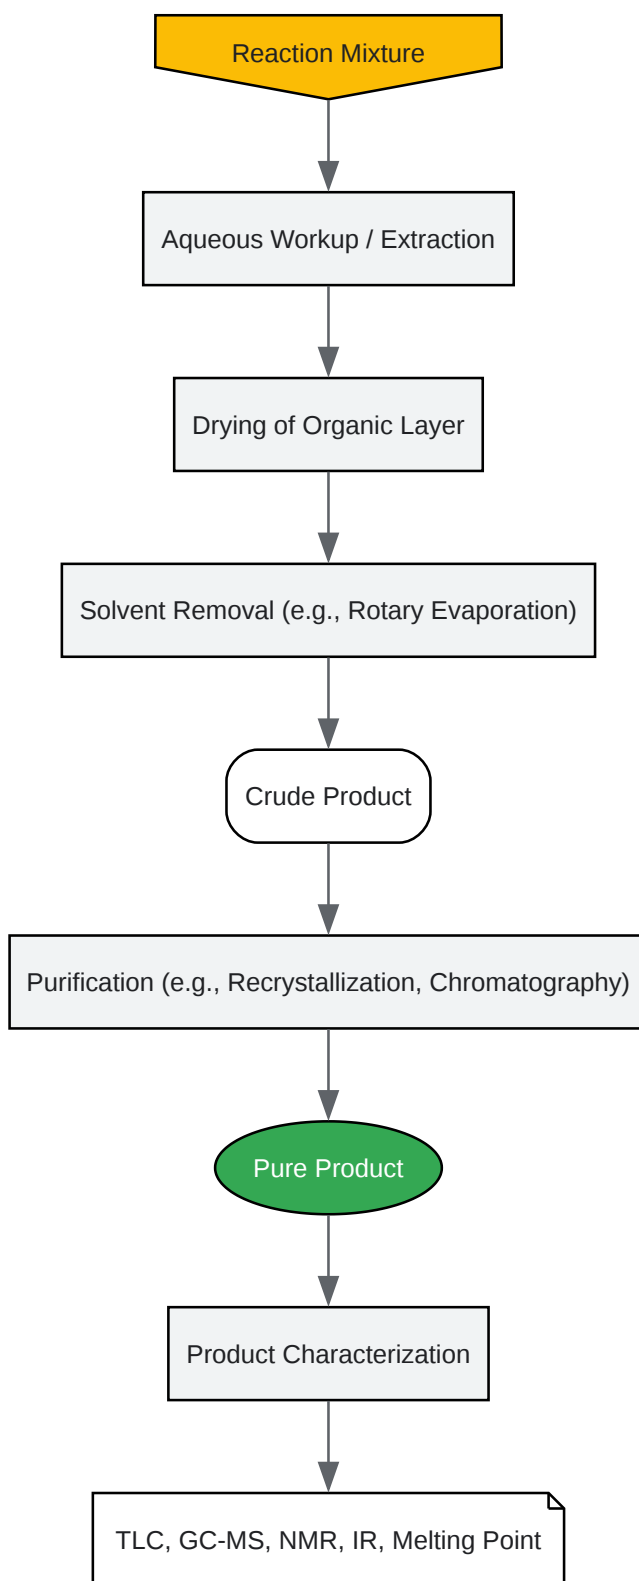 Reaction Mixture
Aqueous Workup / Extraction
Drying of Organic Layer
Solvent Removal (e.g., Rotary Evaporation)
Crude Product
Purification (e.g., Recrystallization, Chromatography)
Pure Product
Product Characterization
TLC, GC-MS, NMR, IR, Melting Point